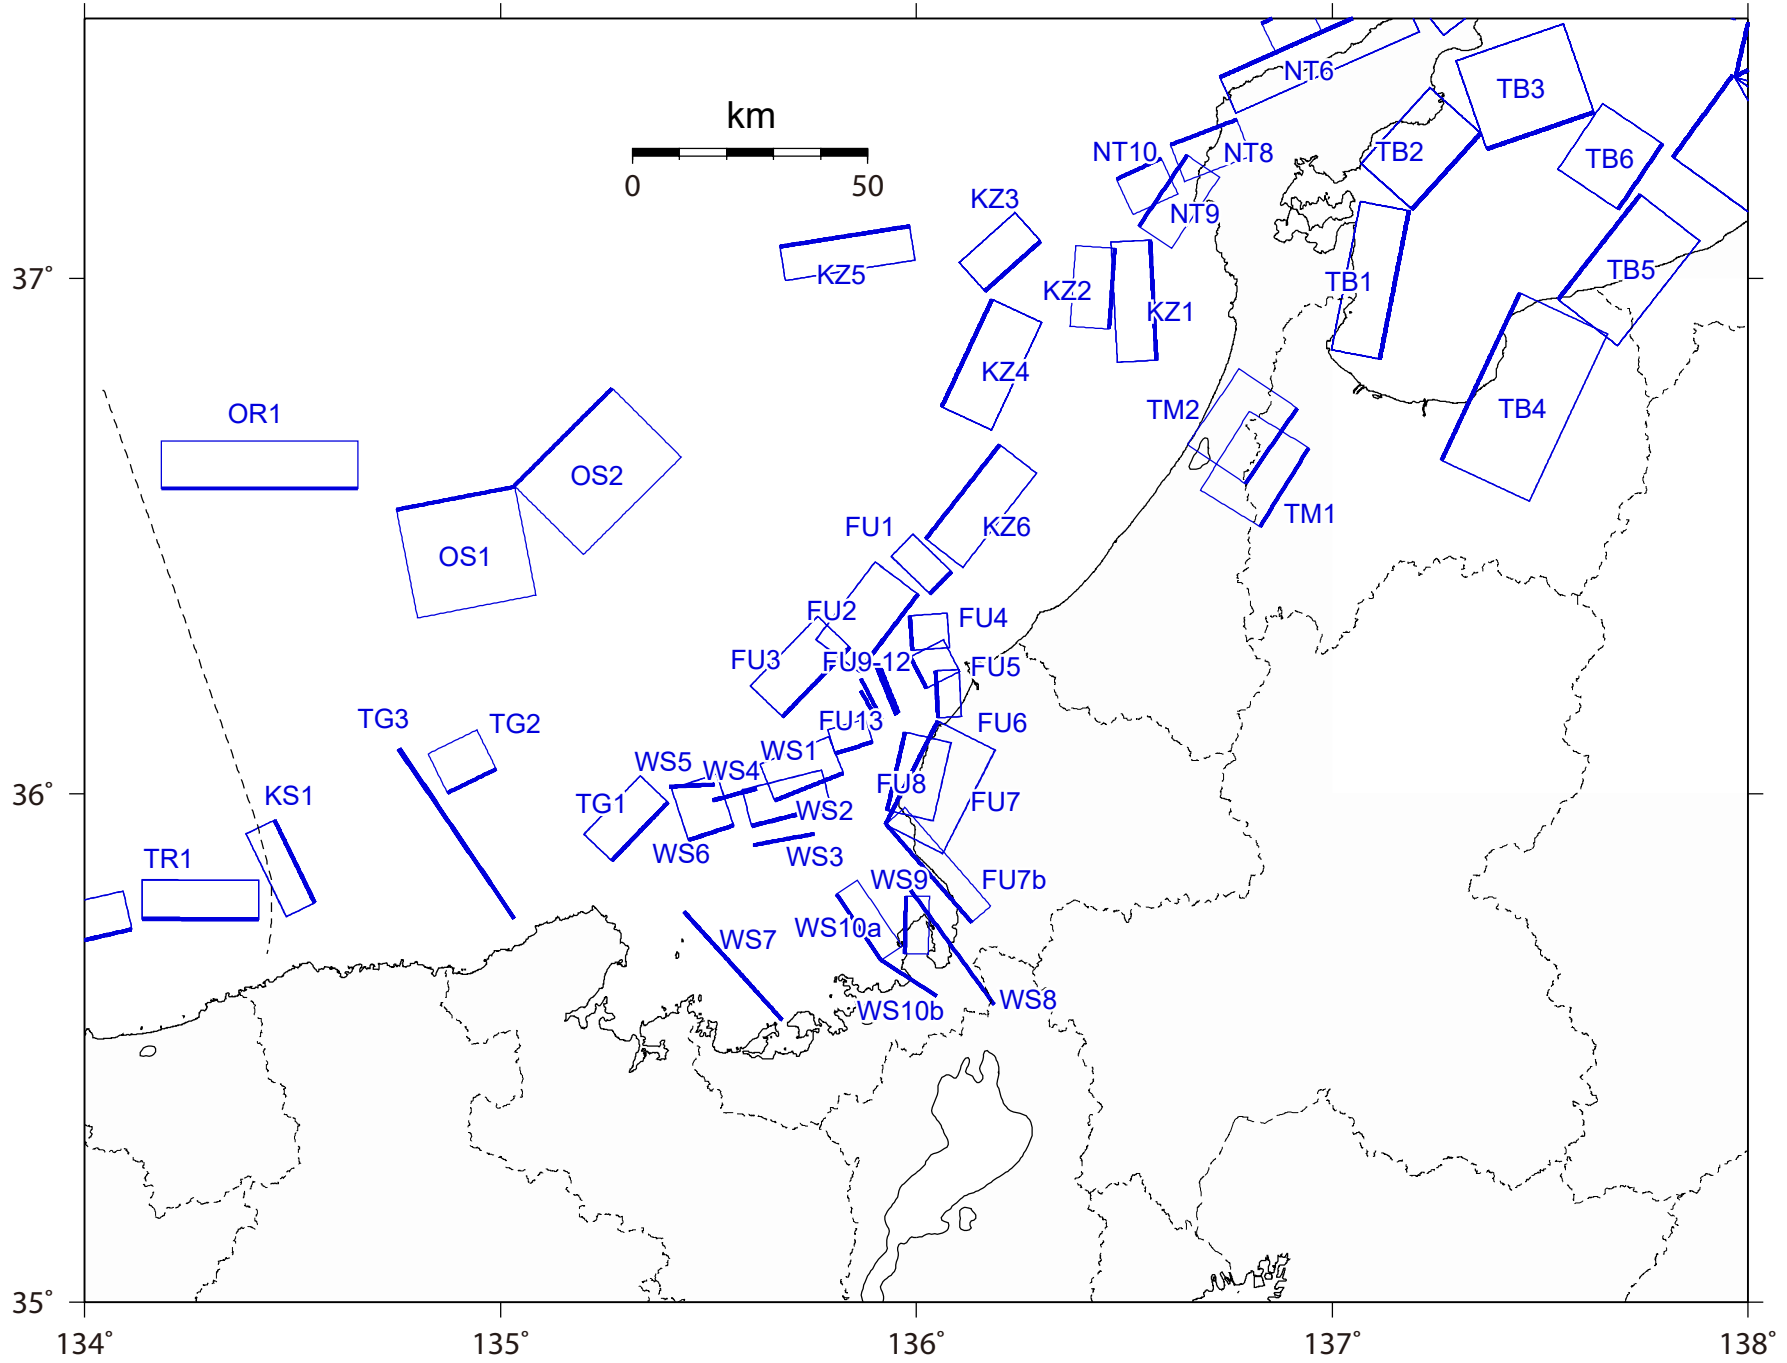 NT6
TB3
km
NT10
NT8
TB2
TB6
0
50
KZ3
NT9
37°
KZ5
KZ2
TB1
TB5
KZ1
KZ4
OR1
TM2
TB4
OS2
FU1
KZ6
TM1
OS1
FU2
FU4
FU3
FU9-12
FU5
TG3
TG2
FU13
FU6
WS1
WS5
WS4
36°
KS1
TG1
FU8
FU7
WS2
WS6
WS3
TR1
WS9
FU7b
WS10a
WS7
WS8
WS10b
35°
134°
135°
136°
137°
138°